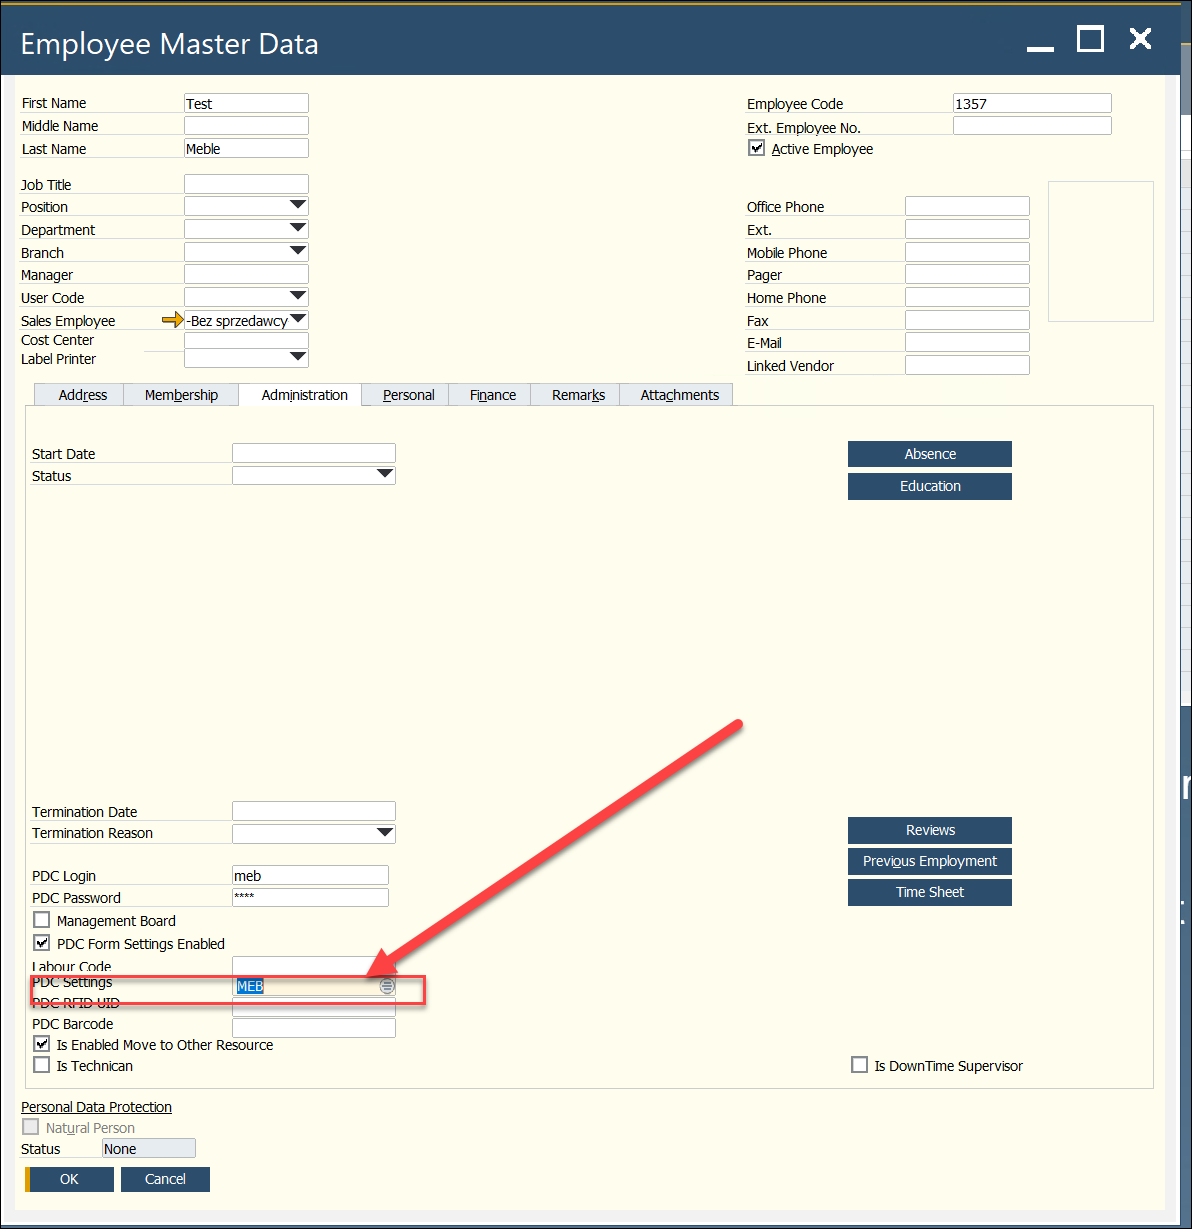 Employee Master Data
First Name Test
Middle Name
Last Name Meble
Employee Code 1357
Ext. Employee No.
Active Employee
Job Title
Position
Department
Branch
Manager
User Code
Sales Employee -Bez sprzedawcy
Cost Center
Label Printer
Office Phone
Ext.
Mobile Phone
Pager
Home Phone
Fax
E-Mail
Linked Vendor
Address Membership Administration Personal Finance Remarks Attachments
Start Date
Status
Absence
Education
Termination Date
Termination Reason
Reviews
Previous Employment
Time Sheet
PDC Login meb
PDC Password ****
Management Board
PDC Form Settings Enabled
Labour Code
PDC Settings MEB
PDC RFID UID
PDC Barcode
Is Enabled Move to Other Resource
Is Technican
Is DownTime Supervisor
Personal Data Protection
Natural Person
Status None
OK Cancel